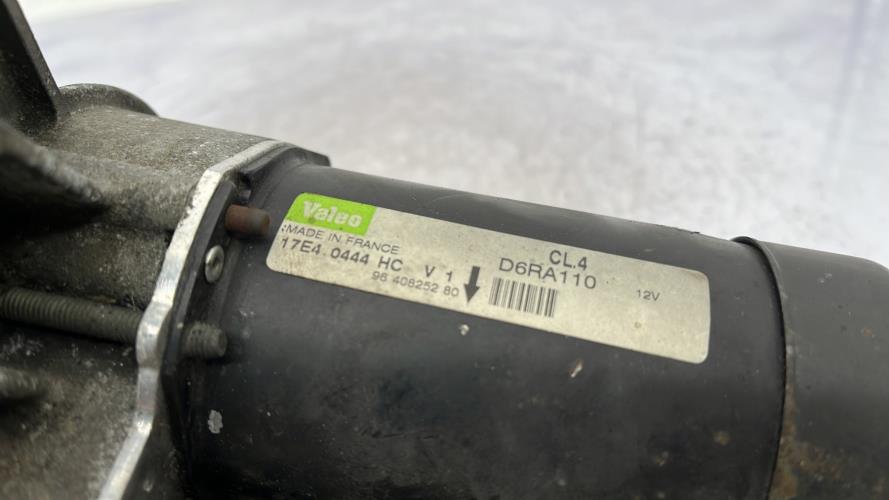 Valeo
MADE IN FRANCE
17E4 0444 HC V 1
96 408252 80
CL.4
D6RA110
12V